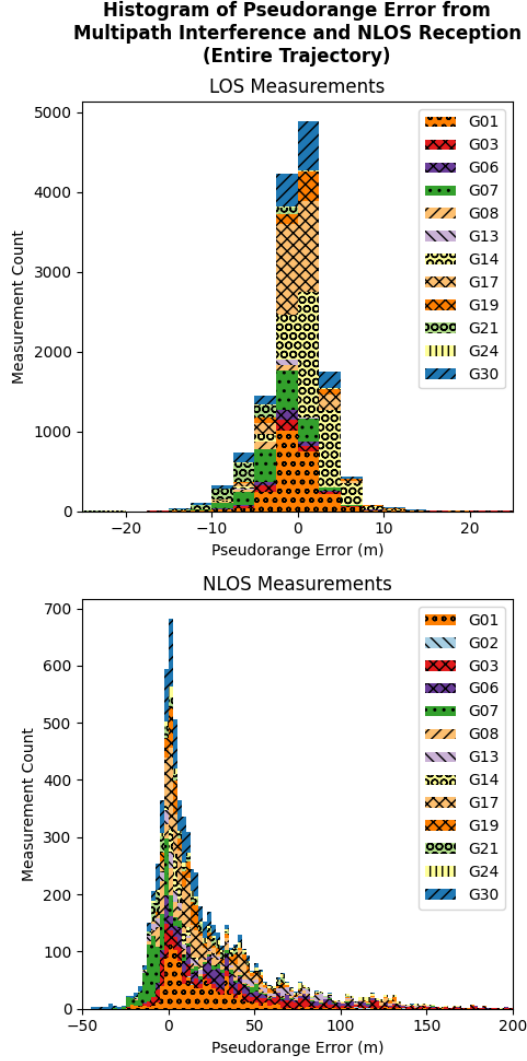 Histogram of Pseudorange Error from
Multipath Interference and NLOS Reception
(Entire Trajectory)
LOS Measurements
5000
4000
3000
2000
1000
0
Measurement Count
G01
G03
G06
G07
G08
G13
G14
G17
G19
G21
G24
G30
−20
−10
0
10
20
Pseudorange Error (m)
NLOS Measurements
700
600
500
400
300
200
100
0
Measurement Count
G01
G02
G03
G06
G07
G08
G13
G14
G17
G19
G21
G24
G30
−50
0
50
100
150
200
Pseudorange Error (m)